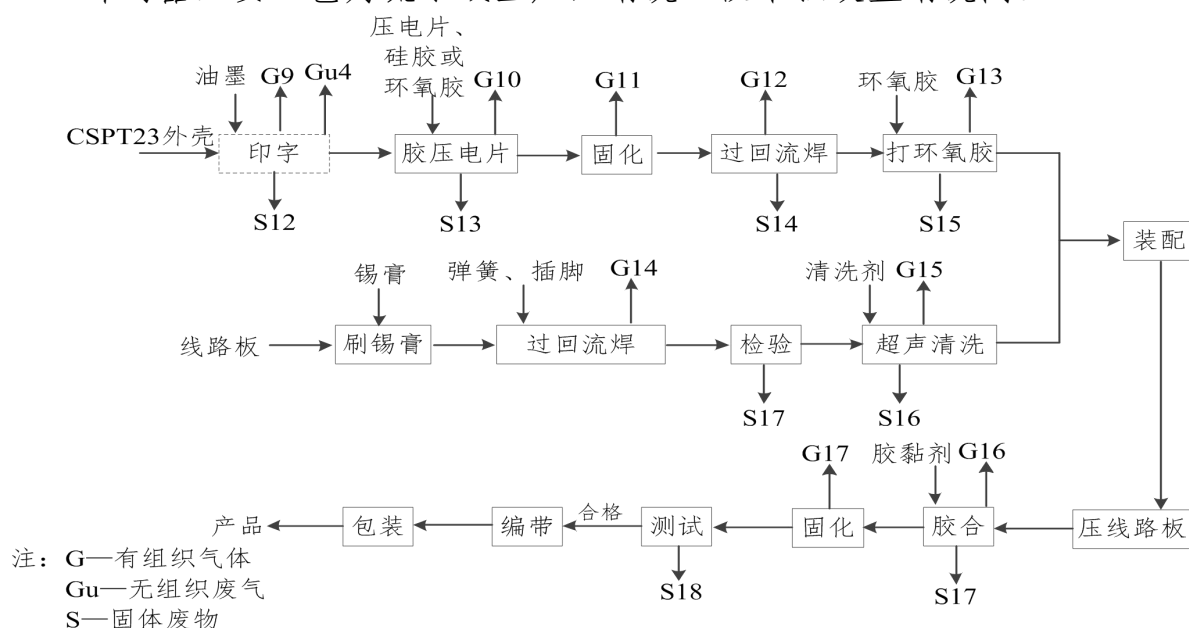 压电片、
硅胶或
环氧胶
油墨 G9 Gu4 G10 G11 G12 环氧胶 G13
CSPT23外壳 印字 胶压电片 固化 过回流焊 打环氧胶
S12 S13 S14 S15
装配
锡膏 弹簧、插脚 G14 清洗剂 G15
线路板 刷锡膏 过回流焊 检验 超声清洗
S17 S16
G17 胶黏剂 G16
产品 包装 编带 合格 测试 固化 胶合 压线路板
S18 S17
注：G—有组织气体
Gu—无组织废气
S—固体废物